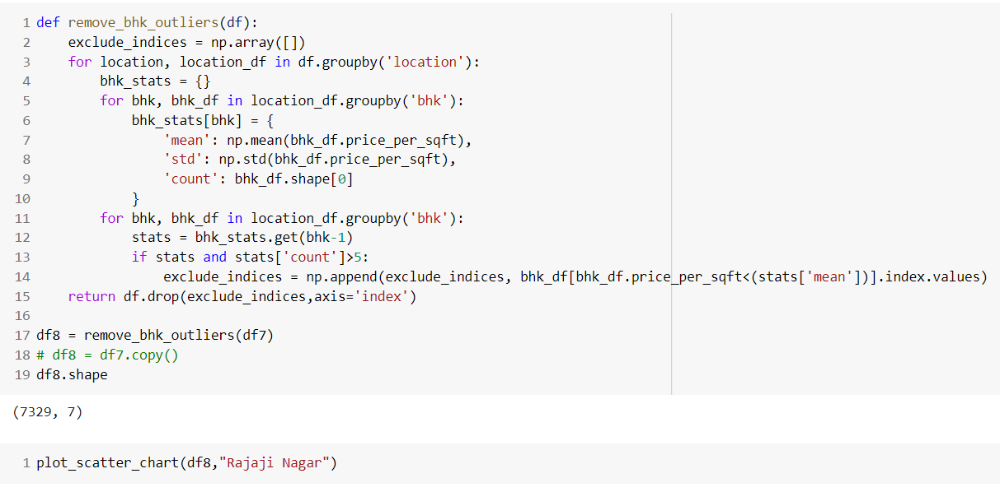 1 def remove_bhk_outliers(df):
2     exclude_indices = np.array([])
3     for location, location_df in df.groupby('location'):
4         bhk_stats = {}
5         for bhk, bhk_df in location_df.groupby('bhk'):
6             bhk_stats[bhk] = {
7                 'mean': np.mean(bhk_df.price_per_sqft),
8                 'std': np.std(bhk_df.price_per_sqft),
9                 'count': bhk_df.shape[0]
10             }
11         for bhk, bhk_df in location_df.groupby('bhk'):
12             stats = bhk_stats.get(bhk-1)
13             if stats and stats['count']>5:
14                 exclude_indices = np.append(exclude_indices, bhk_df[bhk_df.price_per_sqft<(stats['mean'])].index.values)
15     return df.drop(exclude_indices,axis='index')
16
17 df8 = remove_bhk_outliers(df7)
18 # df8 = df7.copy()
19 df8.shape
(7329, 7)
1 plot_scatter_chart(df8,"Rajaji Nagar")